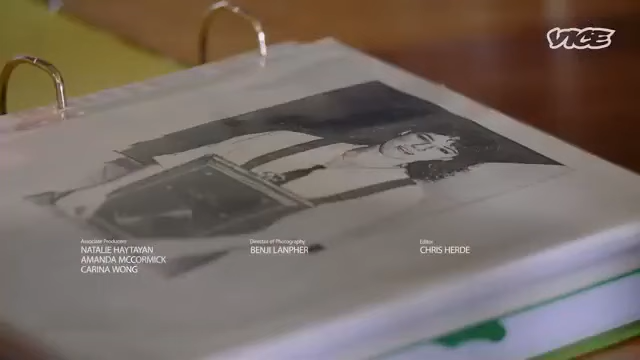 VICE
Associate Producers
NATALIE HAYTAYAN
AMANDA MCCORMICK
CARINA WONG
Director of Photography
BENJI LANPHER
Editor
CHRIS HERDE